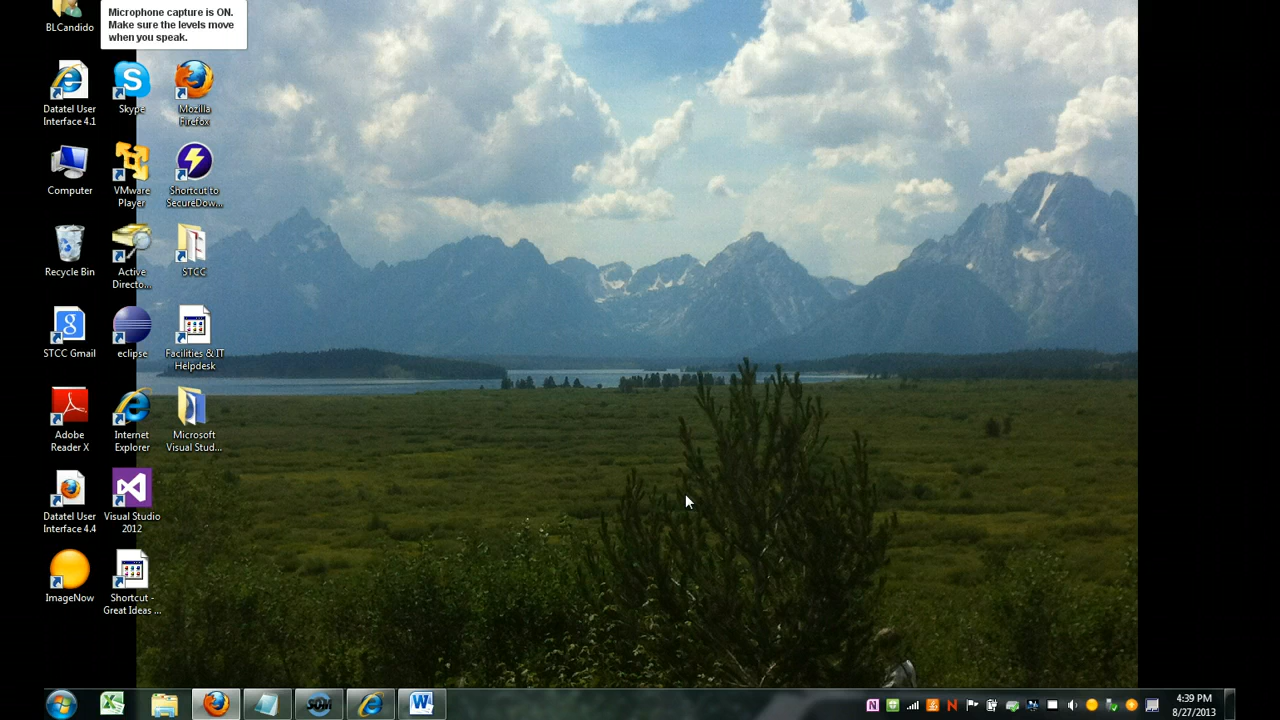 Microphone capture is ON.
Make sure the levels move
when you speak.
BLCandido
Datatel User
Interface 4.1
Skype
Mozilla
Firefox
Computer
VMware
Player
Shortcut to
SecureDow...
Recycle Bin
Active
Directo...
STCC
STCC Gmail
eclipse
Facilities & IT
Helpdesk
Adobe
Reader X
Internet
Explorer
Microsoft
Visual Stud...
Datatel User
Interface 4.4
Visual Studio
2012
ImageNow
Shortcut -
Great Ideas ...
4:39 PM
8/27/2013